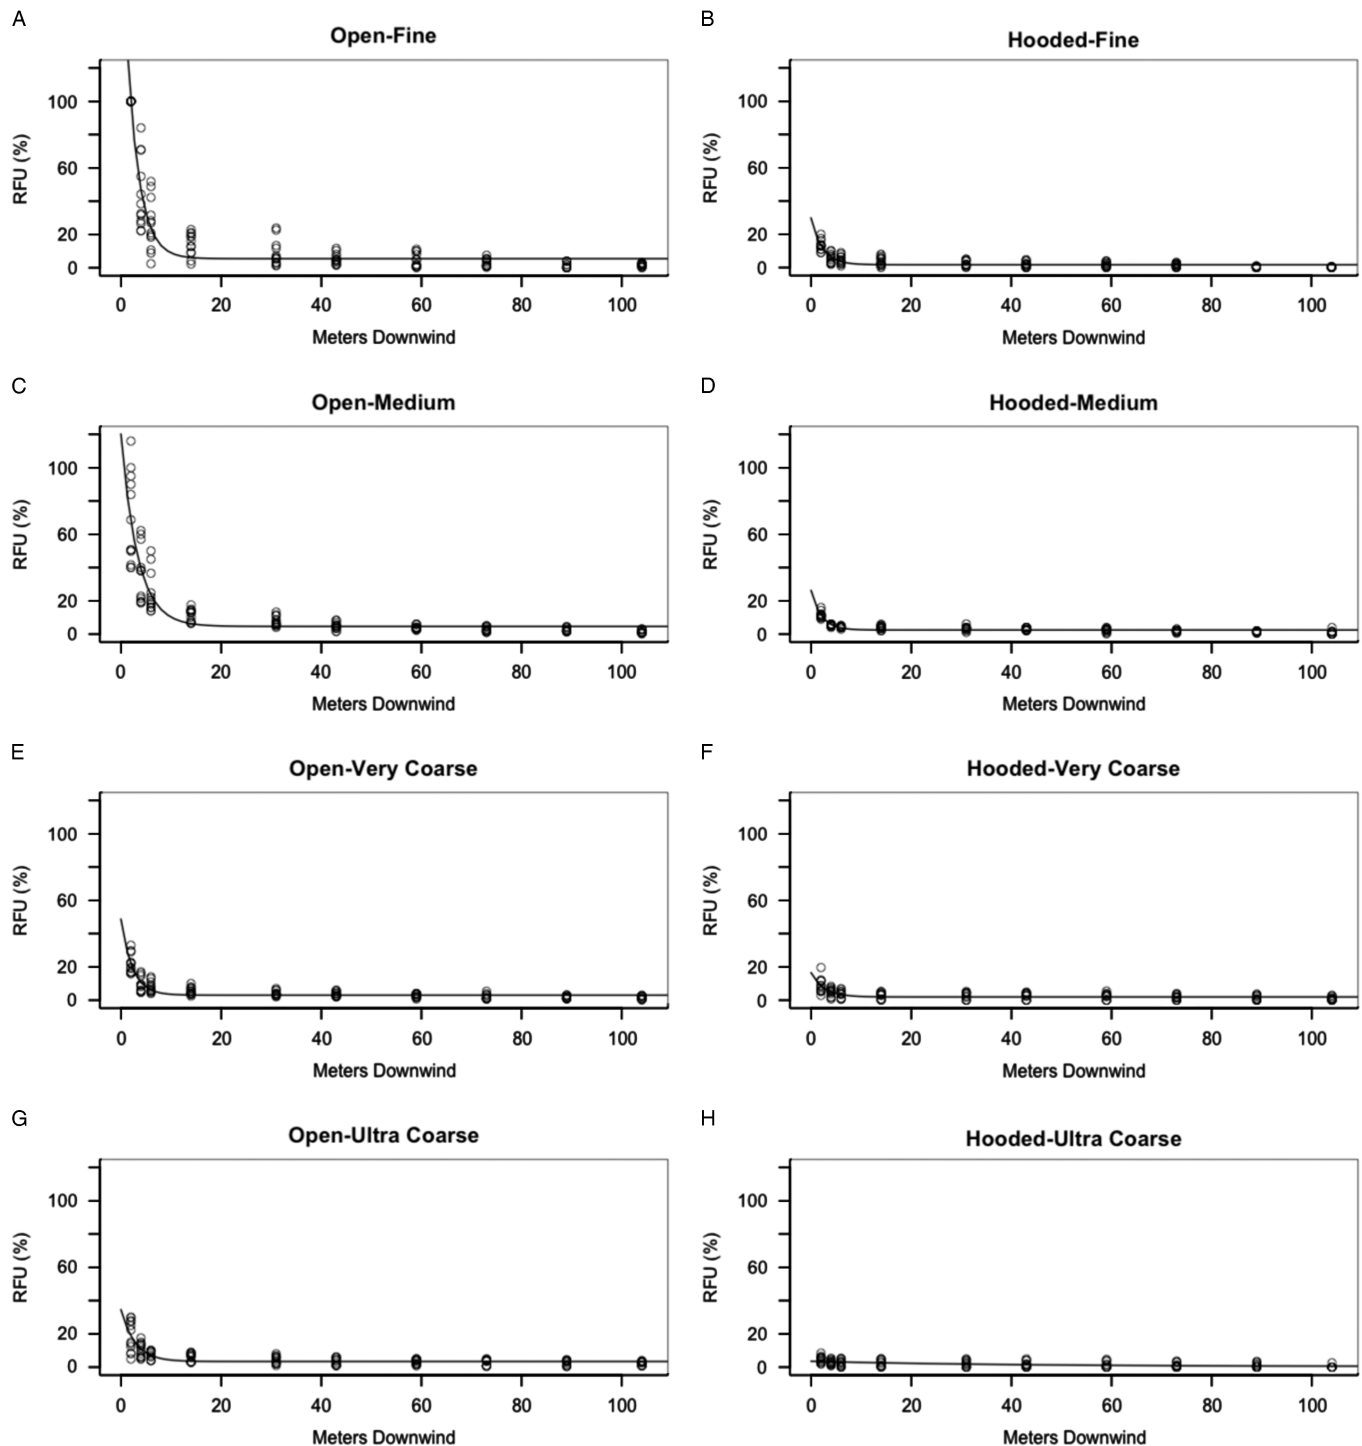 A
Open-Fine
100
60
20
0
RFU (%)
0 20 40 60 80 100
Meters Downwind
B
Hooded-Fine
100
60
20
0
RFU (%)
0 20 40 60 80 100
Meters Downwind
C
Open-Medium
100
60
20
0
RFU (%)
0 20 40 60 80 100
Meters Downwind
D
Hooded-Medium
100
60
20
0
RFU (%)
0 20 40 60 80 100
Meters Downwind
E
Open-Very Coarse
100
60
20
0
RFU (%)
0 20 40 60 80 100
Meters Downwind
F
Hooded-Very Coarse
100
60
20
0
RFU (%)
0 20 40 60 80 100
Meters Downwind
G
Open-Ultra Coarse
100
60
20
0
RFU (%)
0 20 40 60 80 100
Meters Downwind
H
Hooded-Ultra Coarse
100
60
20
0
RFU (%)
0 20 40 60 80 100
Meters Downwind